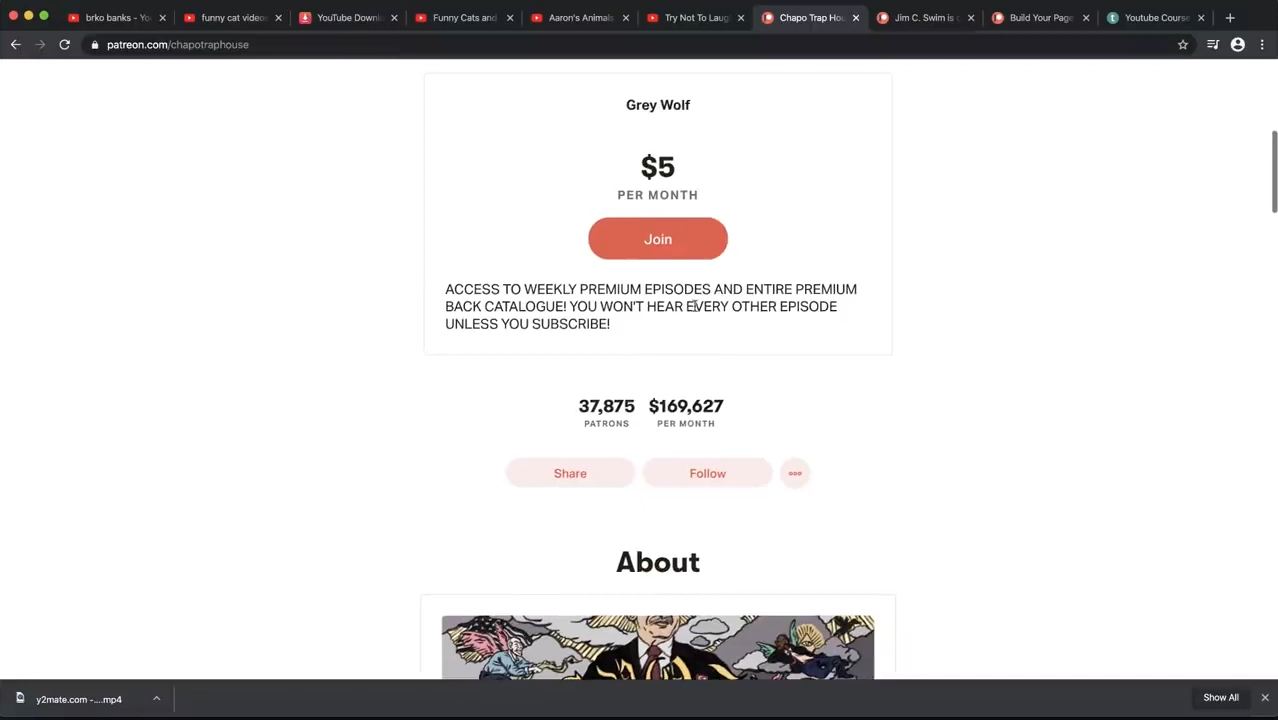 brko banks - Yo
funny cat videos
YouTube Downl
Funny Cats and
Aaron's Animals
Try Not To Laug
Chapo Trap Hou
Jim C. Swim is c
Build Your Page
Youtube Course
patreon.com/chapotraphouse
Grey Wolf
$5
PER MONTH
Join
ACCESS TO WEEKLY PREMIUM EPISODES AND ENTIRE PREMIUM
BACK CATALOGUE! YOU WON'T HEAR EVERY OTHER EPISODE
UNLESS YOU SUBSCRIBE!
37,875 $169,627
PATRONS PER MONTH
Share Follow
About
y2mate.com -....mp4
Show All